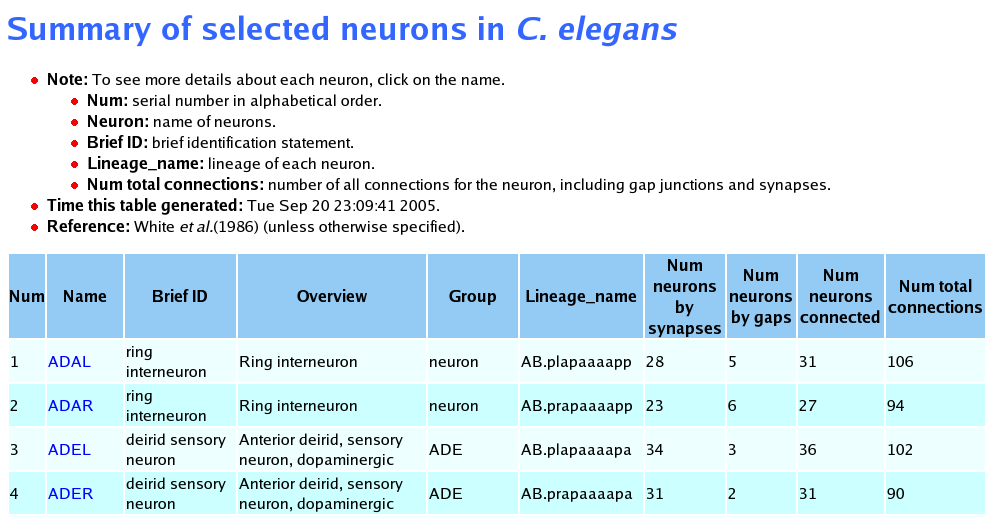 Summary of selected neurons in C. elegans
Note: To see more details about each neuron, click on the name.
Num: serial number in alphabetical order.
Neuron: name of neurons.
Brief ID: brief identification statement.
Lineage_name: lineage of each neuron.
Num total connections: number of all connections for the neuron, including gap junctions and synapses.
Time this table generated: Tue Sep 20 23:09:41 2005.
Reference: White et al.(1986) (unless otherwise specified).
Num Name Brief ID Overview Group Lineage_name Num neurons by synapses Num neurons by gaps Num neurons connected Num total connections
1 ADAL ring interneuron Ring interneuron neuron AB.plapaaaapp 28 5 31 106
2 ADAR ring interneuron Ring interneuron neuron AB.prapaaaapp 23 6 27 94
3 ADEL deirid sensory neuron Anterior deirid, sensory neuron, dopaminergic ADE AB.plapaaaapa 34 3 36 102
4 ADER deirid sensory neuron Anterior deirid, sensory neuron, dopaminergic ADE AB.prapaaaapa 31 2 31 90